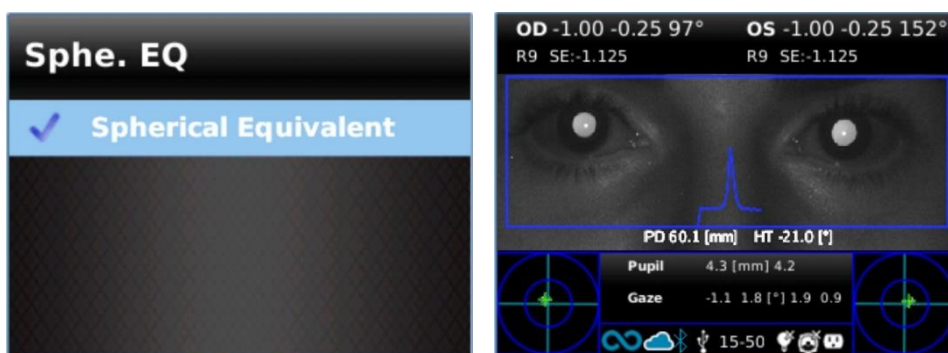 Sphe. EQ
Spherical Equivalent
OD -1.00 -0.25 97°
OS -1.00 -0.25 152°
R9 SE:-1.125
R9 SE:-1.125
PD 60.1 [mm] HT -21.0 [°]
Pupil 4.3 [mm] 4.2
Gaze -1.1 1.8 [°] 1.9 0.9
15-50